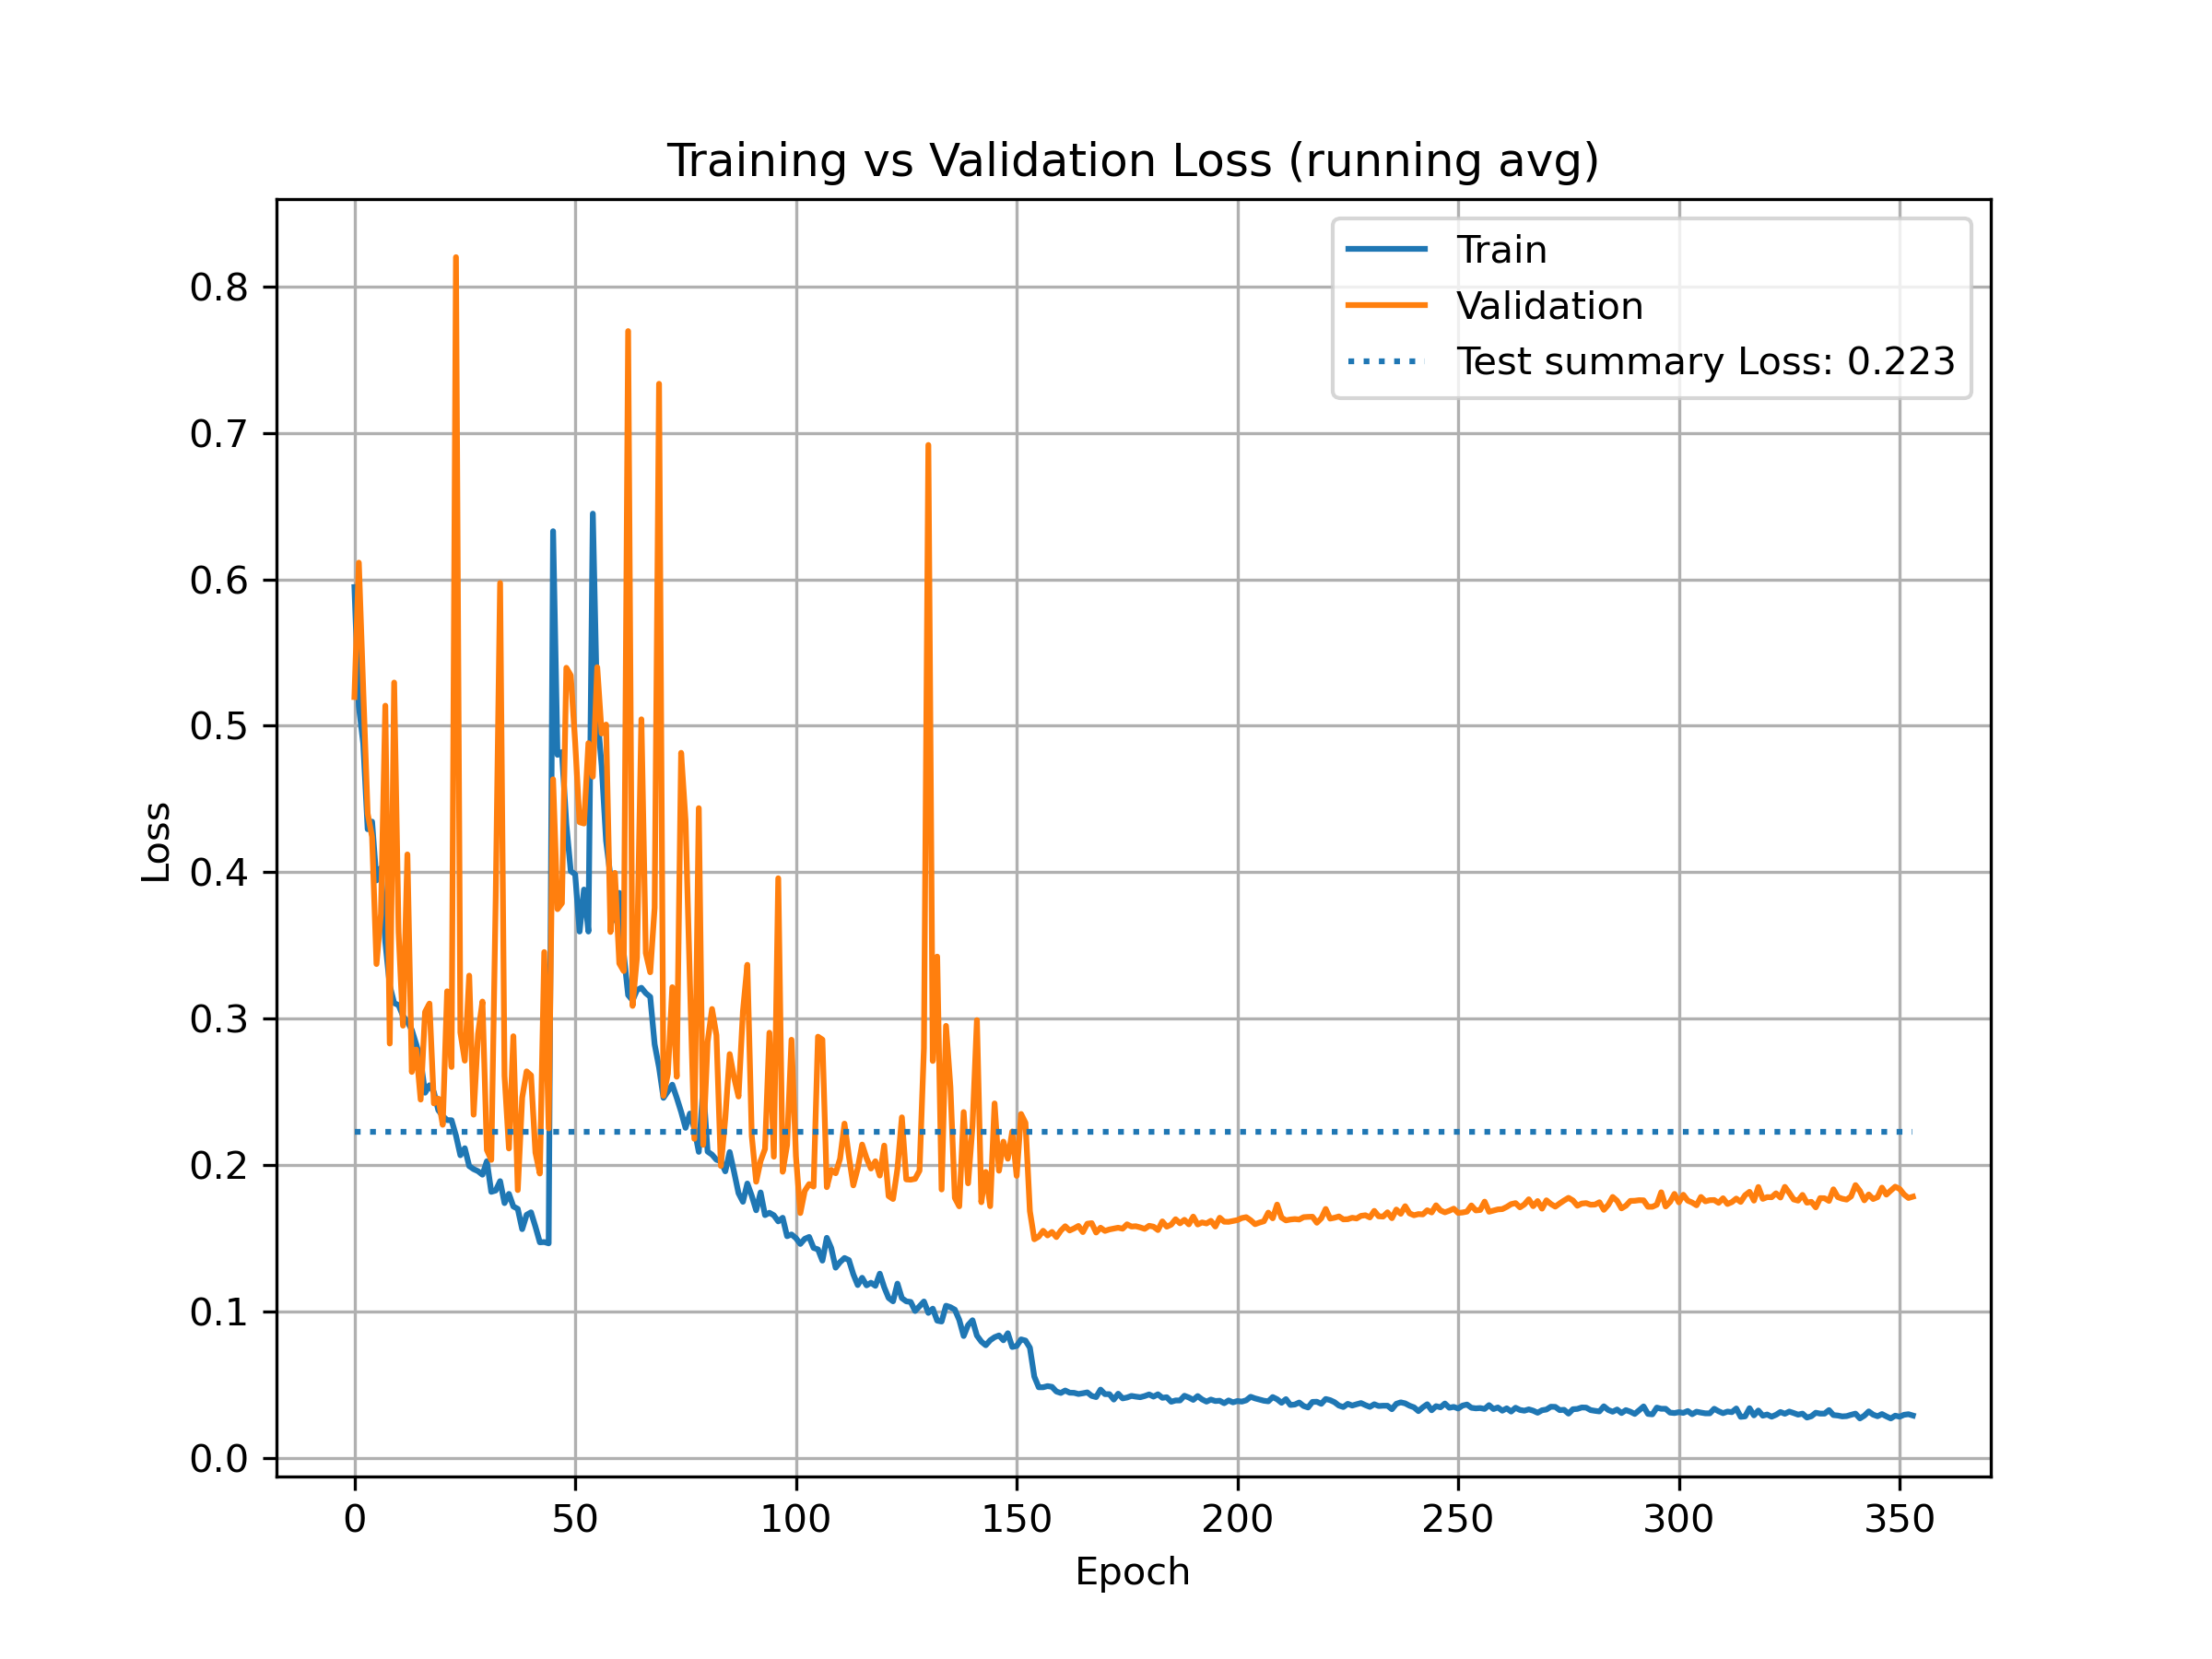 Training vs Validation Loss (running avg)
Train
Validation
Test summary Loss: 0.223
0.8
0.7
0.6
0.5
0.4
0.3
0.2
0.1
0.0
Loss
0 50 100 150 200 250 300 350
Epoch